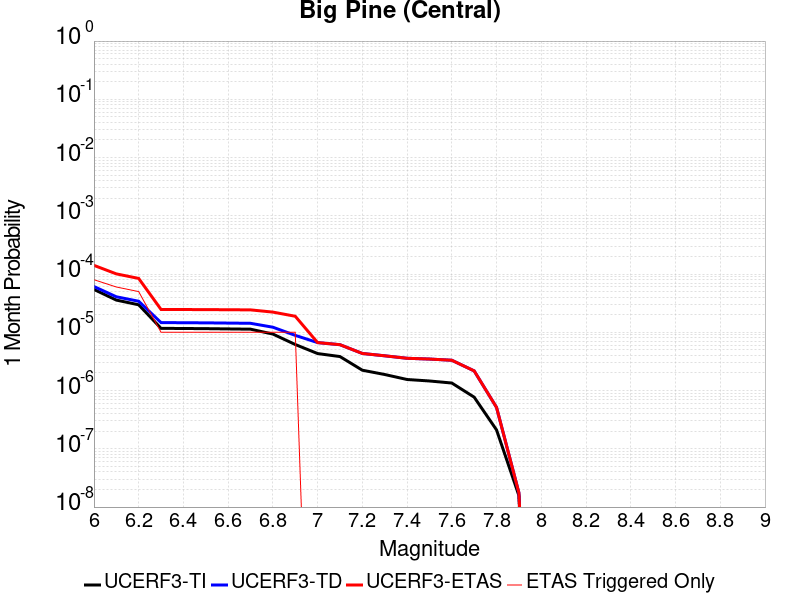 Big Pine (Central)
1 Month Probability
10^0
10^-1
10^-2
10^-3
10^-4
10^-5
10^-6
10^-7
10^-8
6 6.2 6.4 6.6 6.8 7 7.2 7.4 7.6 7.8 8 8.2 8.4 8.6 8.8 9
Magnitude
UCERF3-TI UCERF3-TD UCERF3-ETAS ETAS Triggered Only